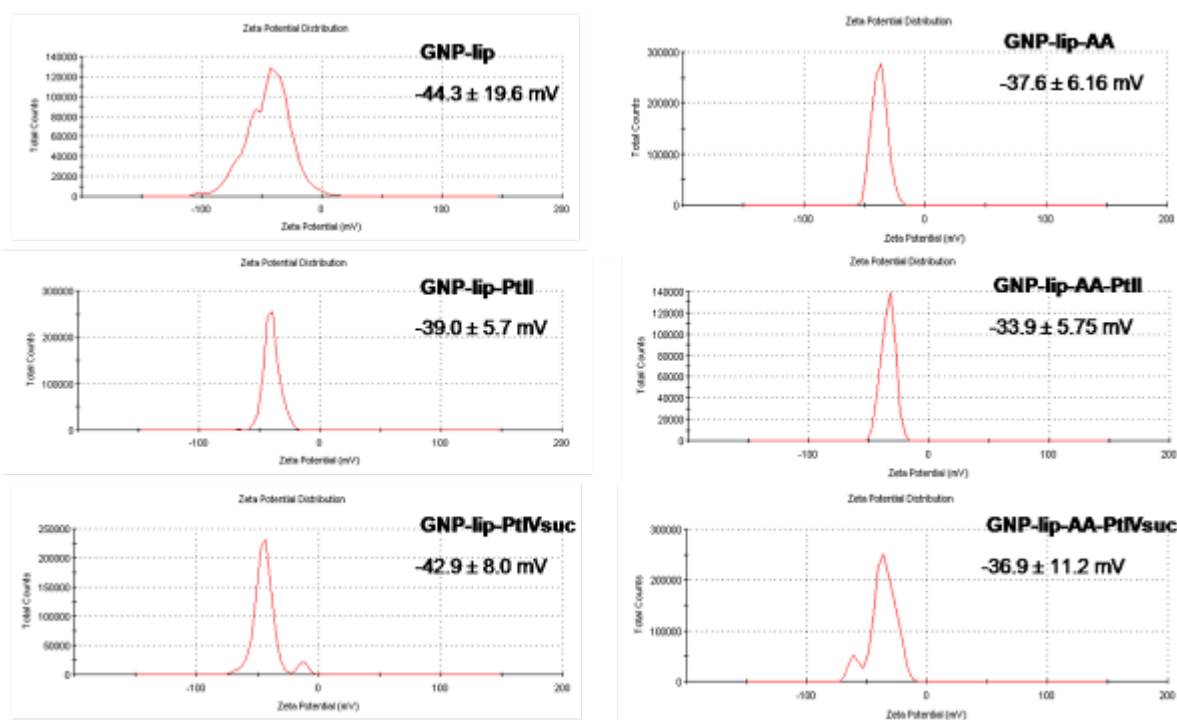 Zeta Potential Distribution
GNP-lip
-44.3 ± 19.6 mV
Total Counts
140000
120000
100000
80000
60000
40000
20000
0
-100 0 100 200
Zeta Potential (mV)
Zeta Potential Distribution
GNP-lip-AA
-37.6 ± 6.16 mV
Total Counts
300000
200000
100000
0
-100 0 100 200
Zeta Potential (mV)
Zeta Potential Distribution
GNP-lip-PtII
-39.0 ± 5.7 mV
Total Counts
300000
200000
100000
0
-100 0 100 200
Zeta Potential (mV)
Zeta Potential Distribution
GNP-lip-AA-PtII
-33.9 ± 5.75 mV
Total Counts
140000
120000
100000
80000
60000
40000
20000
0
-100 0 100 200
Zeta Potential (mV)
Zeta Potential Distribution
GNP-lip-PtIVsuc
-42.9 ± 8.0 mV
Total Counts
250000
200000
150000
100000
50000
0
-100 0 100 200
Zeta Potential (mV)
Zeta Potential Distribution
GNP-lip-AA-PtIVsuc
-36.9 ± 11.2 mV
Total Counts
300000
200000
100000
0
-100 0 100 200
Zeta Potential (mV)